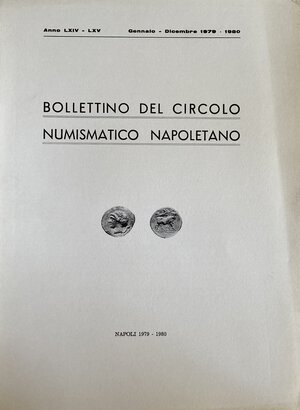 Anno LXIV - LXV Gennaio - Dicembre 1979 - 1980
BOLLETTINO DEL CIRCOLO
NUMISMATICO NAPOLETANO
NAPOLI 1979 - 1980